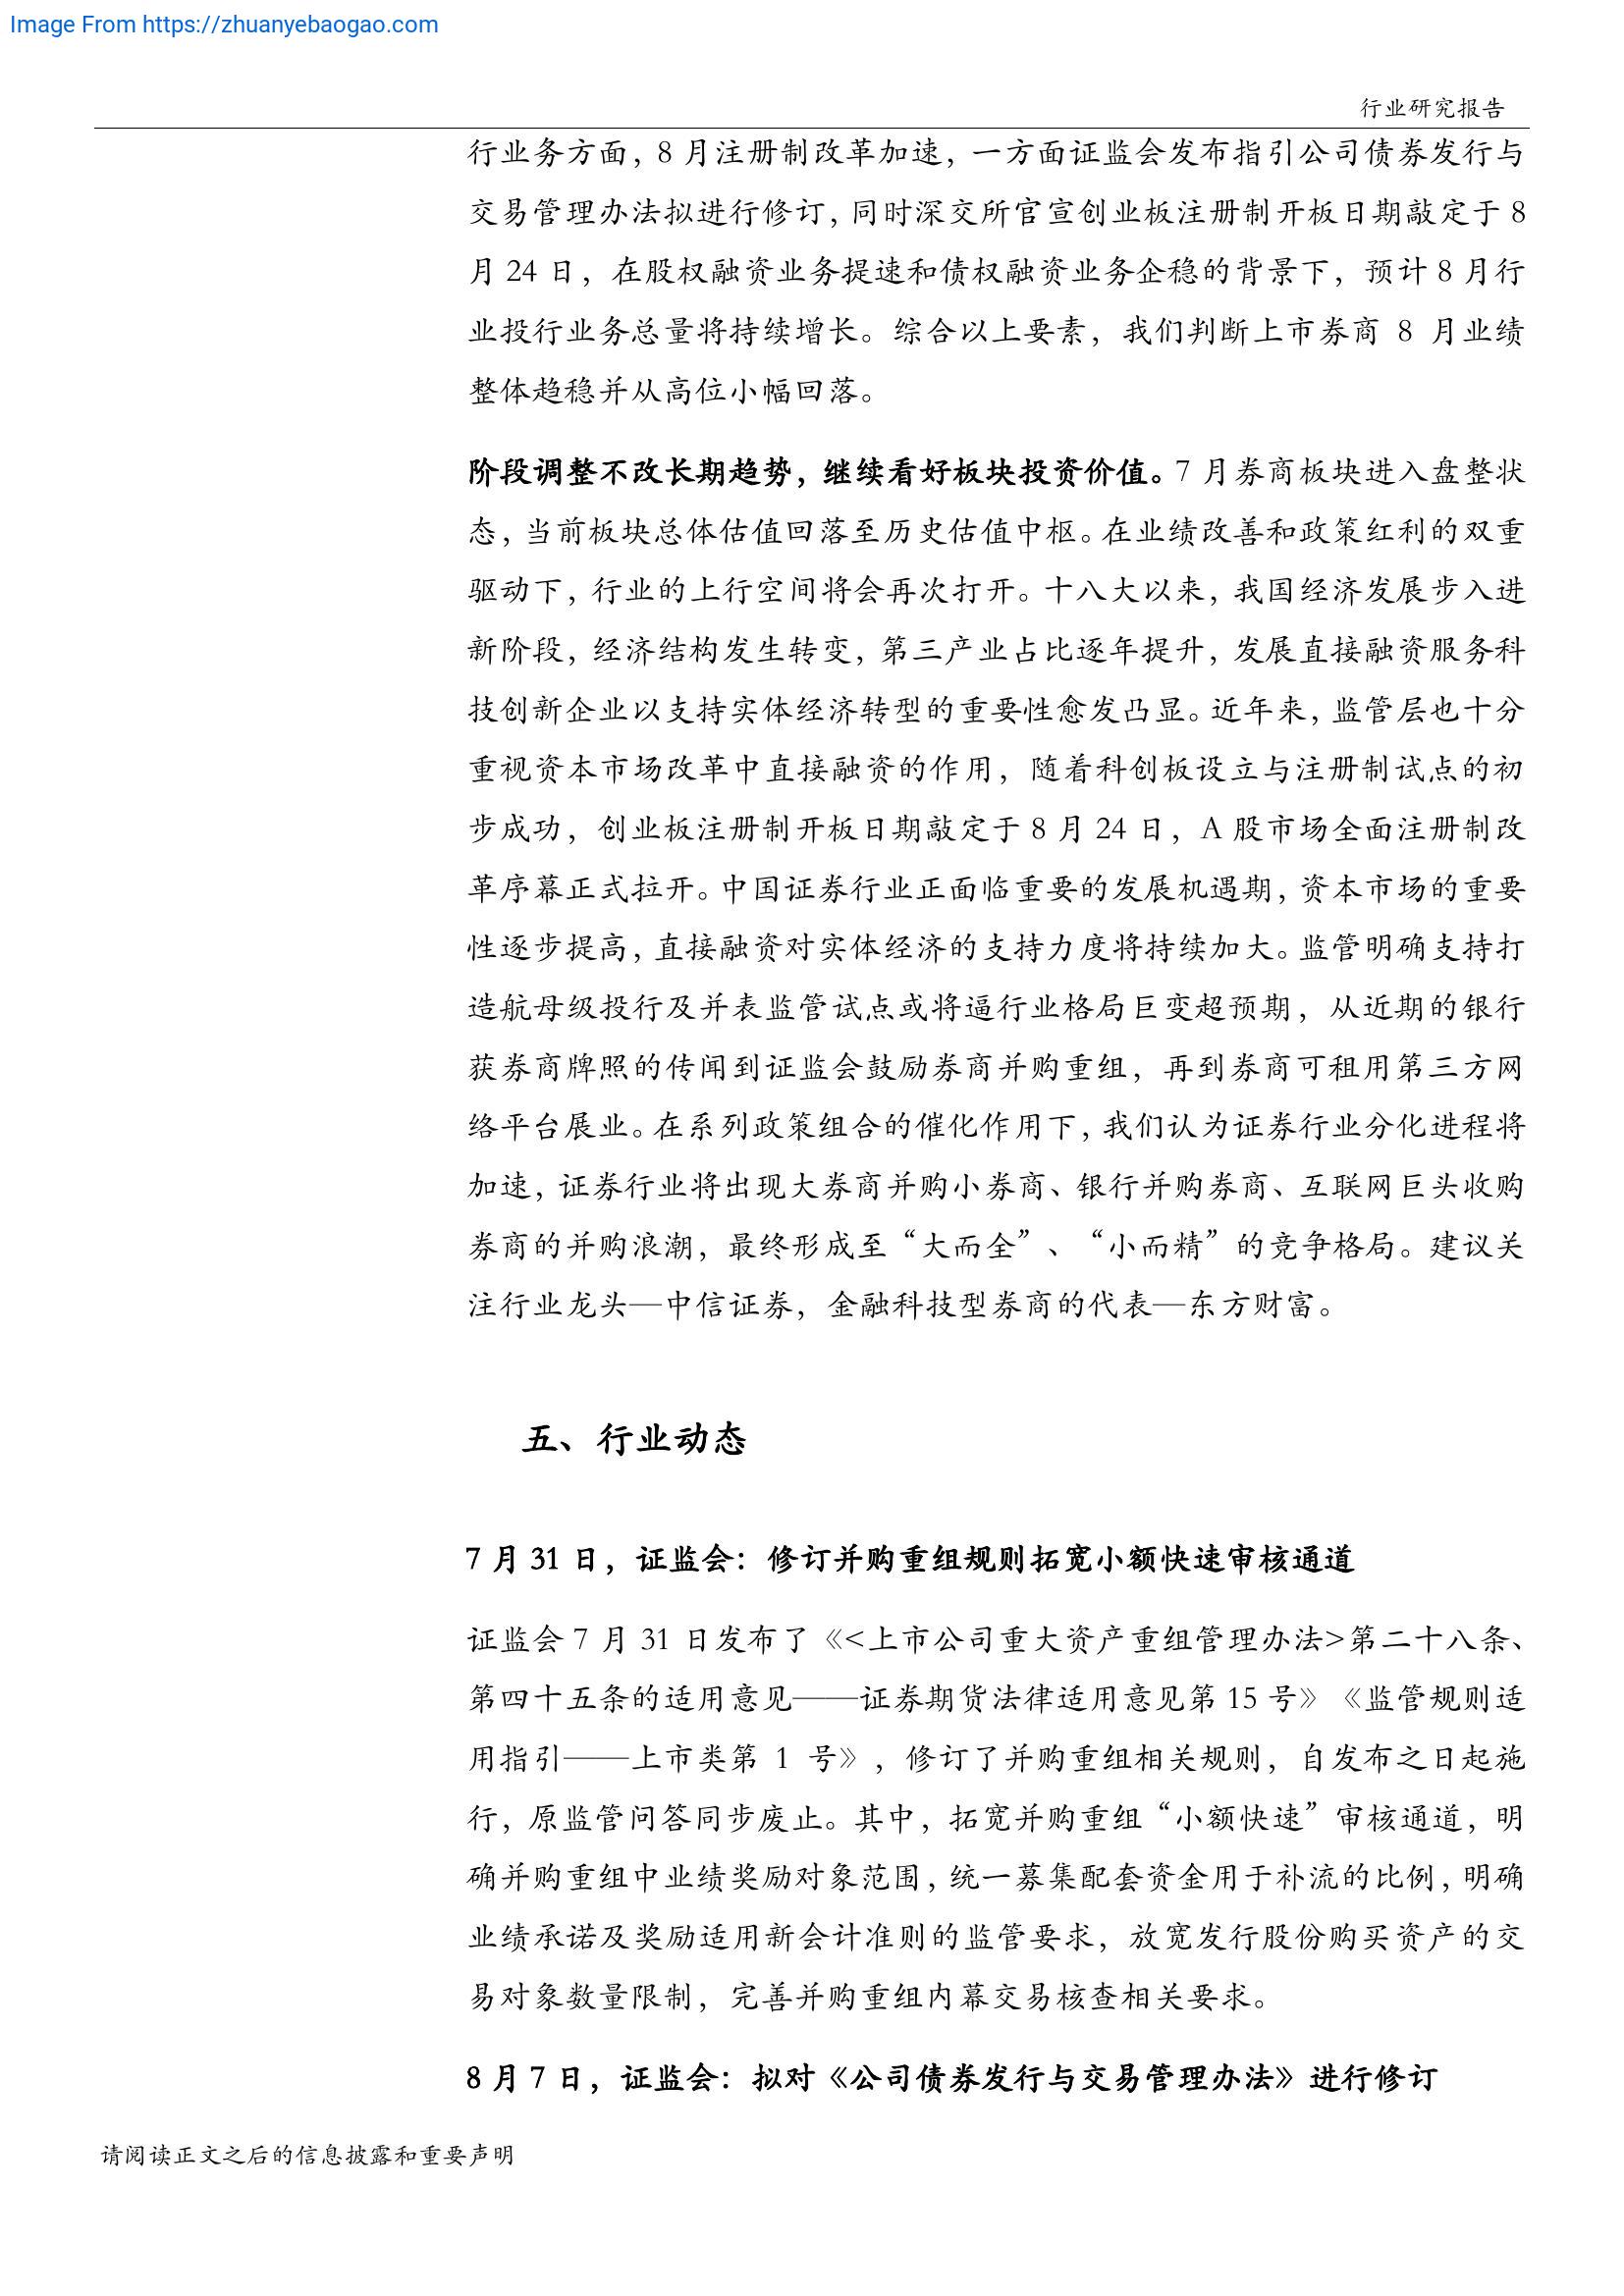 Image From https://zhuanyebaogao.com
行业研究报告
行业务方面，8 月注册制改革加速，一方面证监会发布指引公司债券发行与
交易管理办法拟进行修订，同时深交所官宣创业板注册制开板日期敲定于 8
月 24 日，在股权融资业务提速和债权融资业务企稳的背景下，预计 8 月行
业投行业务总量将持续增长。综合以上要素，我们判断上市券商 8 月业绩
整体趋稳并从高位小幅回落。
阶段调整不改长期趋势，继续看好板块投资价值。7 月券商板块进入盘整状
态，当前板块总体估值回落至历史估值中枢。在业绩改善和政策红利的双重
驱动下，行业的上行空间将会再次打开。十八大以来，我国经济发展步入进
新阶段，经济结构发生转变，第三产业占比逐年提升，发展直接融资服务科
技创新企业以支持实体经济转型的重要性愈发凸显。近年来，监管层也十分
重视资本市场改革中直接融资的作用，随着科创板设立与注册制试点的初
步成功，创业板注册制开板日期敲定于 8 月 24 日，A 股市场全面注册制改
革序幕正式拉开。中国证券行业正面临重要的发展机遇期，资本市场的重要
性逐步提高，直接融资对实体经济的支持力度将持续加大。监管明确支持打
造航母级投行及并表监管试点或将逼行业格局巨变超预期，从近期的银行
获券商牌照的传闻到证监会鼓励券商并购重组，再到券商可租用第三方网
络平台展业。在系列政策组合的催化作用下，我们认为证券行业分化进程将
加速，证券行业将出现大券商并购小券商、银行并购券商、互联网巨头收购
券商的并购浪潮，最终形成至“大而全”、“小而精”的竞争格局。建议关
注行业龙头—中信证券，金融科技型券商的代表—东方财富。
五、行业动态
7 月 31 日，证监会：修订并购重组规则拓宽小额快速审核通道
证监会 7 月 31 日发布了《<上市公司重大资产重组管理办法>第二十八条、
第四十五条的适用意见——证券期货法律适用意见第 15 号》《监管规则适
用指引——上市类第 1 号》，修订了并购重组相关规则，自发布之日起施
行，原监管问答同步废止。其中，拓宽并购重组“小额快速”审核通道，明
确并购重组中业绩奖励对象范围，统一募集配套资金用于补流的比例，明确
业绩承诺及奖励适用新会计准则的监管要求，放宽发行股份购买资产的交
易对象数量限制，完善并购重组内幕交易核查相关要求。
8 月 7 日，证监会：拟对《公司债券发行与交易管理办法》进行修订
请阅读正文之后的信息披露和重要声明